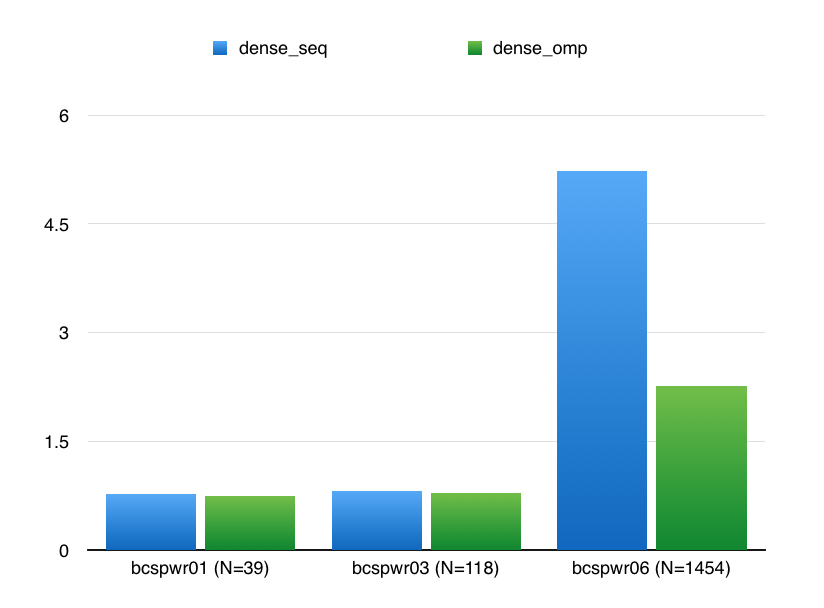 dense_seq dense_omp
6
4.5
3
1.5
0
bcspwr01 (N=39) bcspwr03 (N=118) bcspwr06 (N=1454)